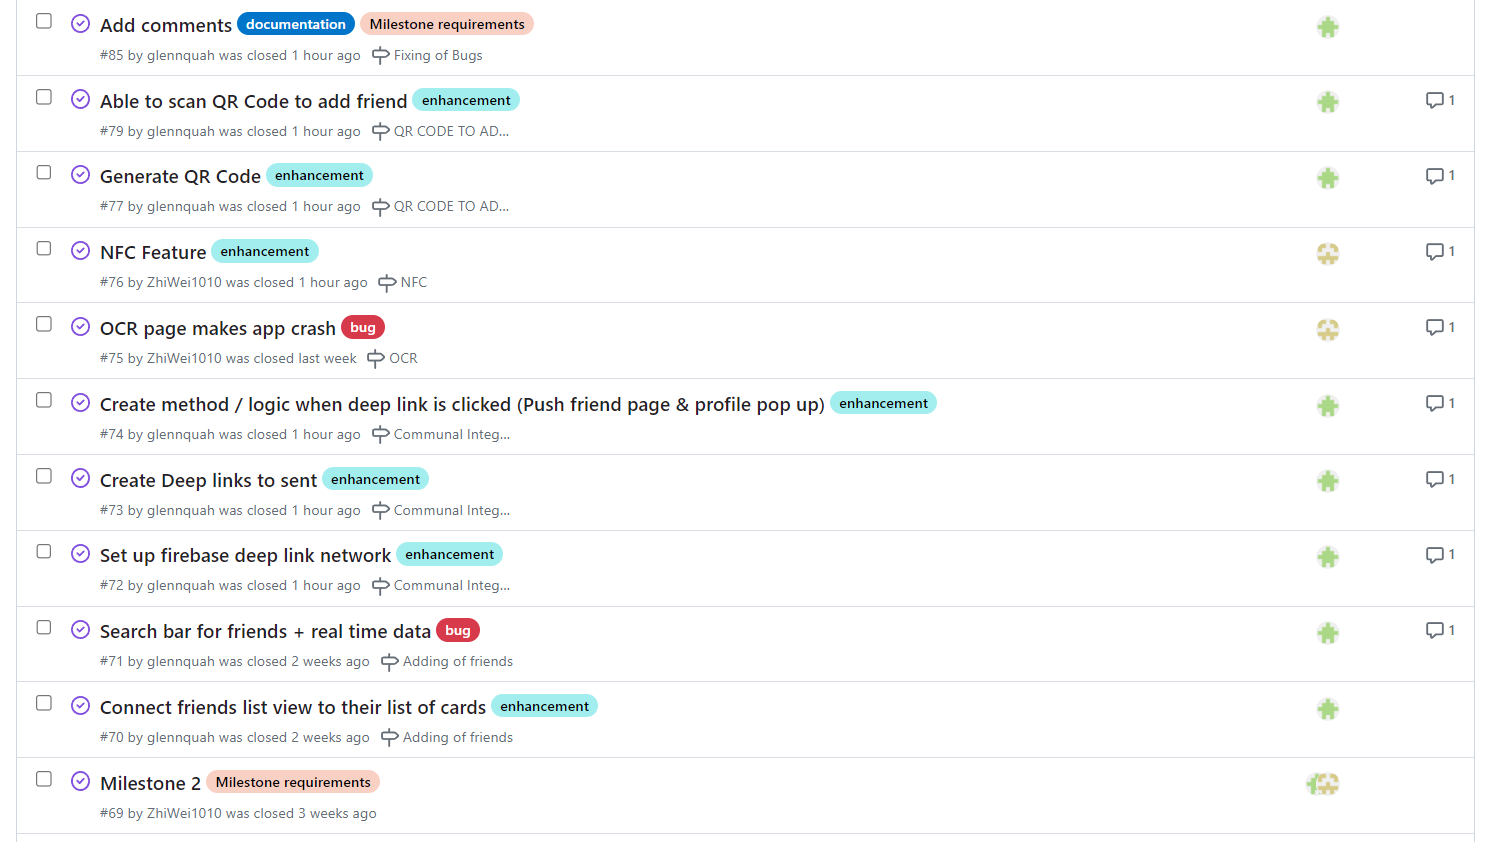 Add comments documentation Milestone requirements
#85 by glennquah was closed 1 hour ago Fixing of Bugs
Able to scan QR Code to add friend enhancement 1
#79 by glennquah was closed 1 hour ago QR CODE TO AD...
Generate QR Code enhancement 1
#77 by glennquah was closed 1 hour ago QR CODE TO AD...
NFC Feature enhancement 1
#76 by ZhiWei1010 was closed 1 hour ago NFC
OCR page makes app crash bug 1
#75 by ZhiWei1010 was closed last week OCR
Create method / logic when deep link is clicked (Push friend page & profile pop up) enhancement 1
#74 by glennquah was closed 1 hour ago Communal Integ...
Create Deep links to sent enhancement 1
#73 by glennquah was closed 1 hour ago Communal Integ...
Set up firebase deep link network enhancement 1
#72 by glennquah was closed 1 hour ago Communal Integ...
Search bar for friends + real time data bug 1
#71 by glennquah was closed 2 weeks ago Adding of friends
Connect friends list view to their list of cards enhancement
#70 by glennquah was closed 2 weeks ago Adding of friends
Milestone 2 Milestone requirements
#69 by ZhiWei1010 was closed 3 weeks ago